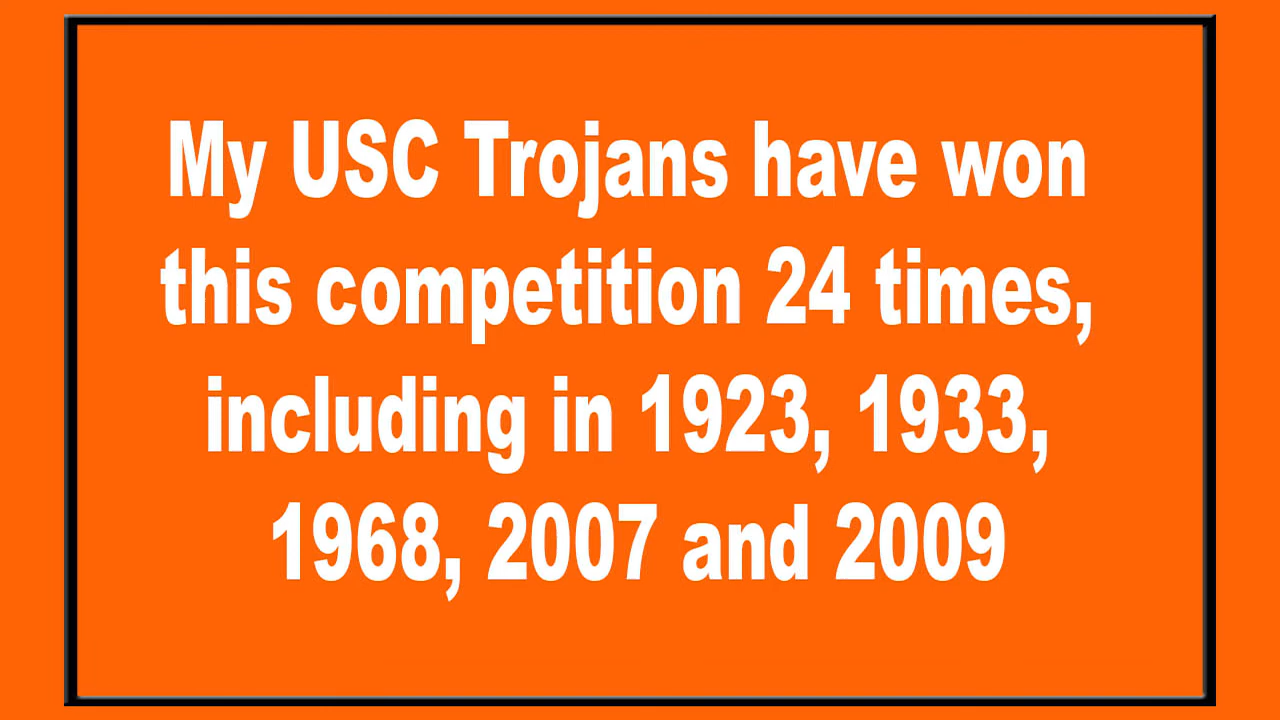 My USC Trojans have won
this competition 24 times,
including in 1923, 1933,
1968, 2007 and 2009